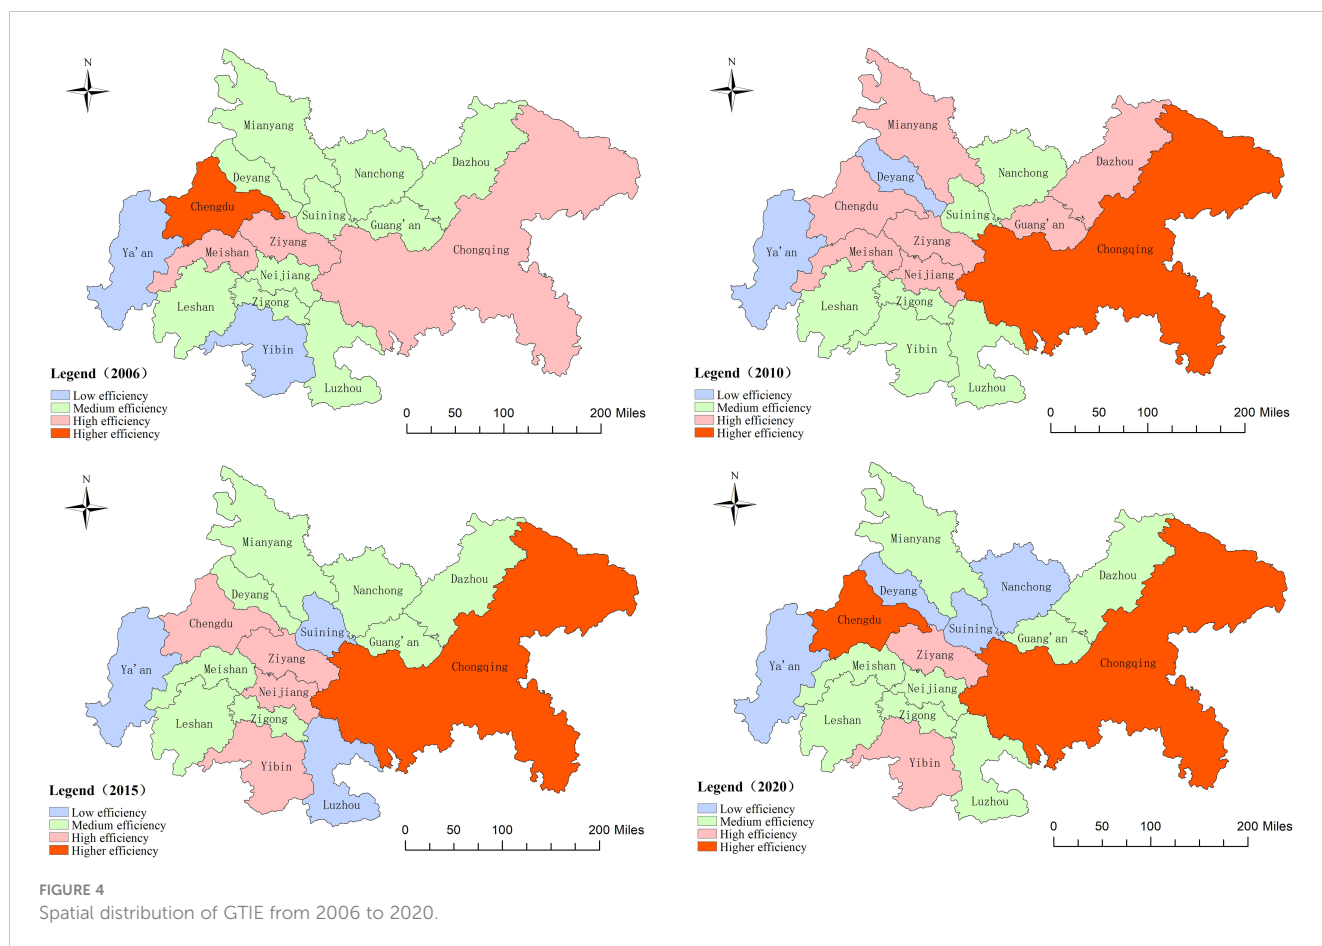 N
Mianyang
Deyang
Nanchong
Dazhou
Chengdu
Suining
Guang'an
Ya'an
Meishan
Ziyang
Chongqing
Neijiang
Leshan
Zigong
Yibin
Luzhou
Legend（2006）
Low efficiency
Medium efficiency
High efficiency
Higher efficiency
0 50 100 200 Miles
N
Mianyang
Deyang
Nanchong
Dazhou
Chengdu
Suining
Guang'an
Ya'an
Meishan
Ziyang
Chongqing
Neijiang
Leshan
Zigong
Yibin
Luzhou
Legend（2010）
Low efficiency
Medium efficiency
High efficiency
Higher efficiency
0 50 100 200 Miles
N
Mianyang
Deyang
Nanchong
Dazhou
Chengdu
Suining
Guang'an
Ya'an
Meishan
Ziyang
Chongqing
Neijiang
Leshan
Zigong
Yibin
Luzhou
Legend（2015）
Low efficiency
Medium efficiency
High efficiency
Higher efficiency
0 50 100 200 Miles
N
Mianyang
Deyang
Nanchong
Dazhou
Chengdu
Suining
Guang'an
Ya'an
Meishan
Ziyang
Chongqing
Neijiang
Leshan
Zigong
Yibin
Luzhou
Legend（2020）
Low efficiency
Medium efficiency
High efficiency
Higher efficiency
0 50 100 200 Miles
FIGURE 4
Spatial distribution of GTIE from 2006 to 2020.